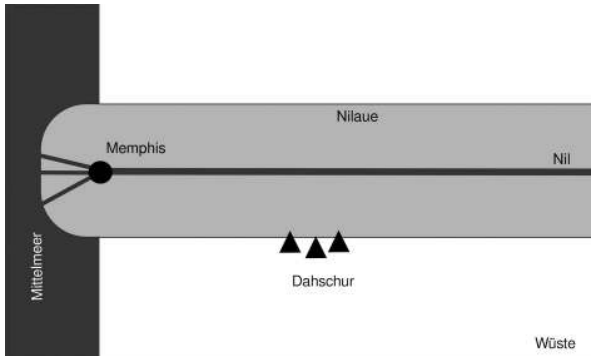 Nilaue
Memphis
Nil
Mittelmeer
Dahschur
Wüste